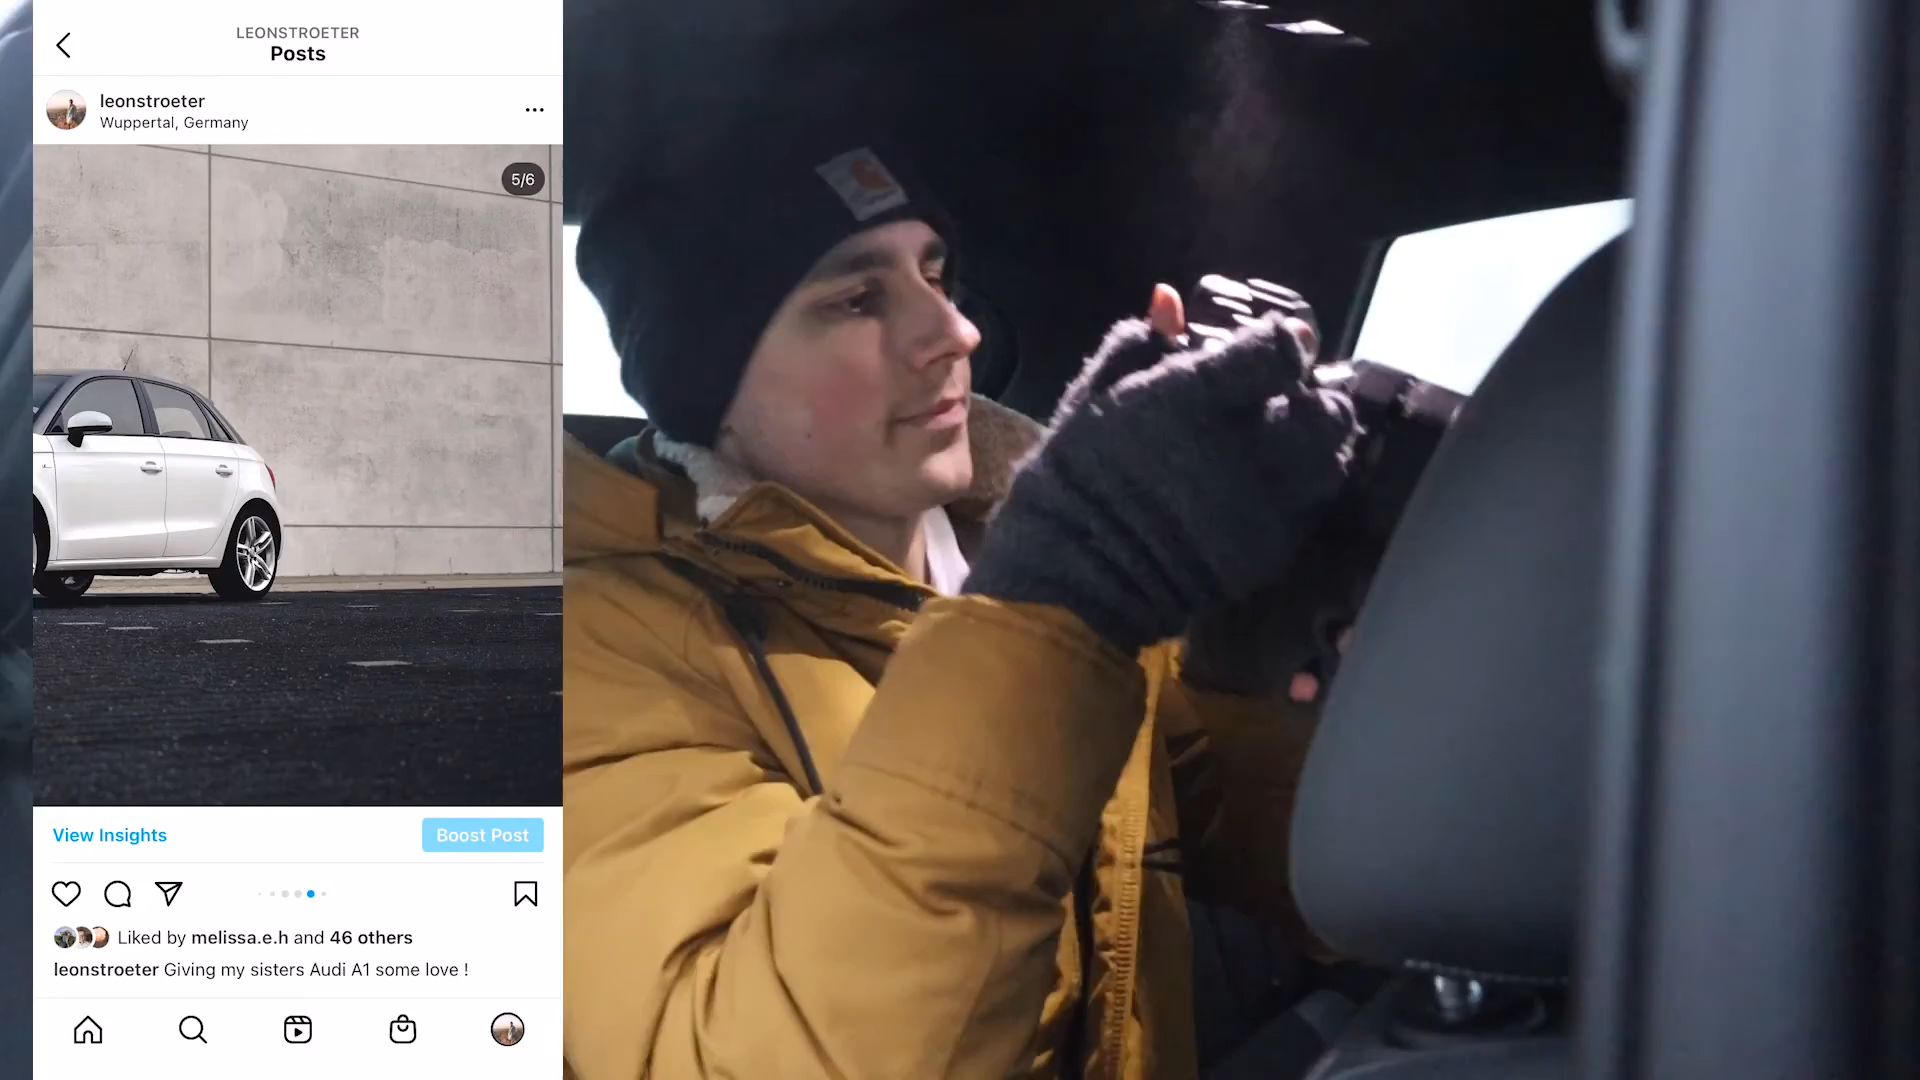 LEONSTROETER
Posts
leonstroeter
Wuppertal, Germany
5/6
View Insights
Boost Post
Liked by melissa.e.h and 46 others
leonstroeter Giving my sisters Audi A1 some love !